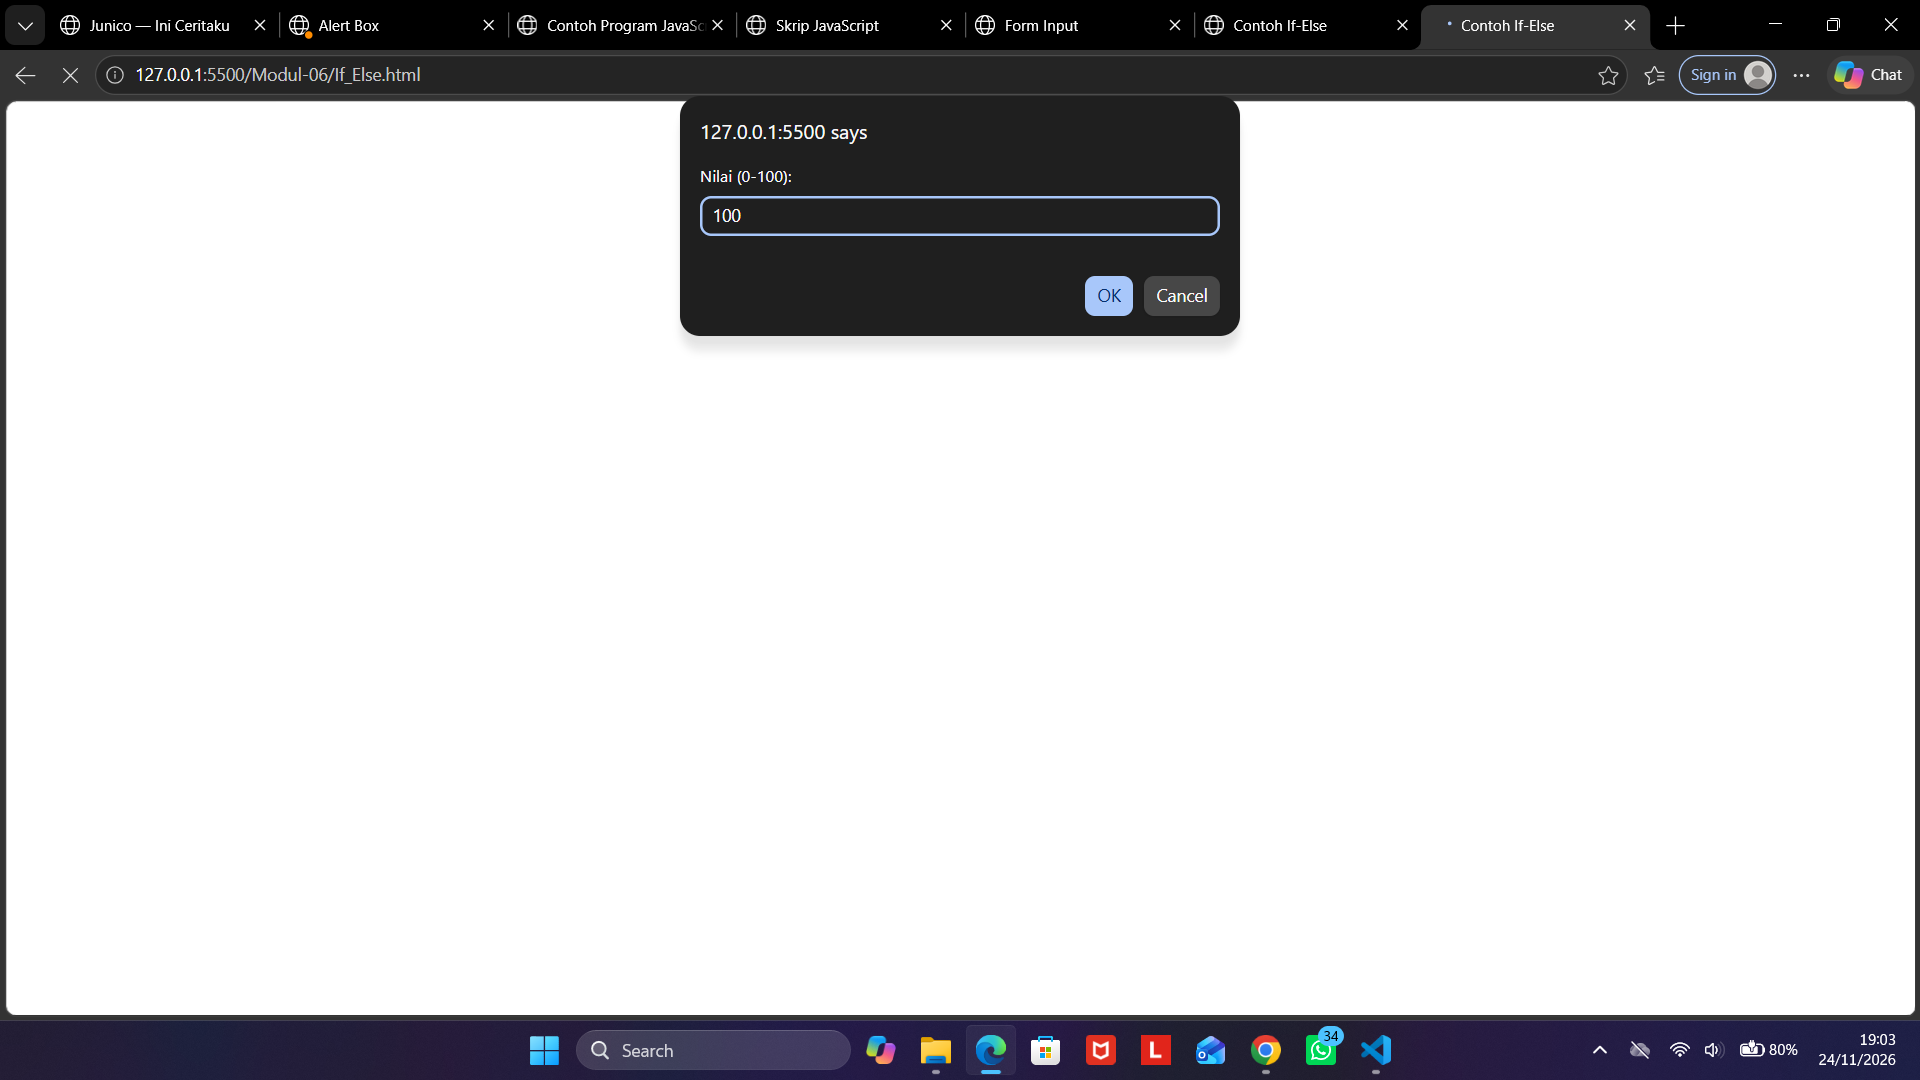 Junico — Ini Ceritaku
Alert Box
Contoh Program JavaSc
Skrip JavaScript
Form Input
Contoh If-Else
Contoh If-Else
127.0.0.1:5500/Modul-06/If_Else.html
Sign in
Chat
127.0.0.1:5500 says
Nilai (0-100):
100
OK
Cancel
Search
L
34
80%
19:03
24/11/2026